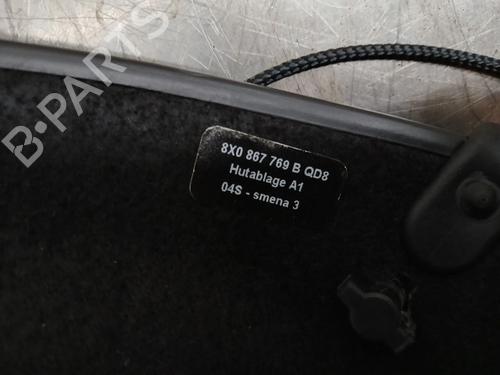 B-PARTS
8X0 867 769 B QD8
Hutablage A1
04S - smena 3